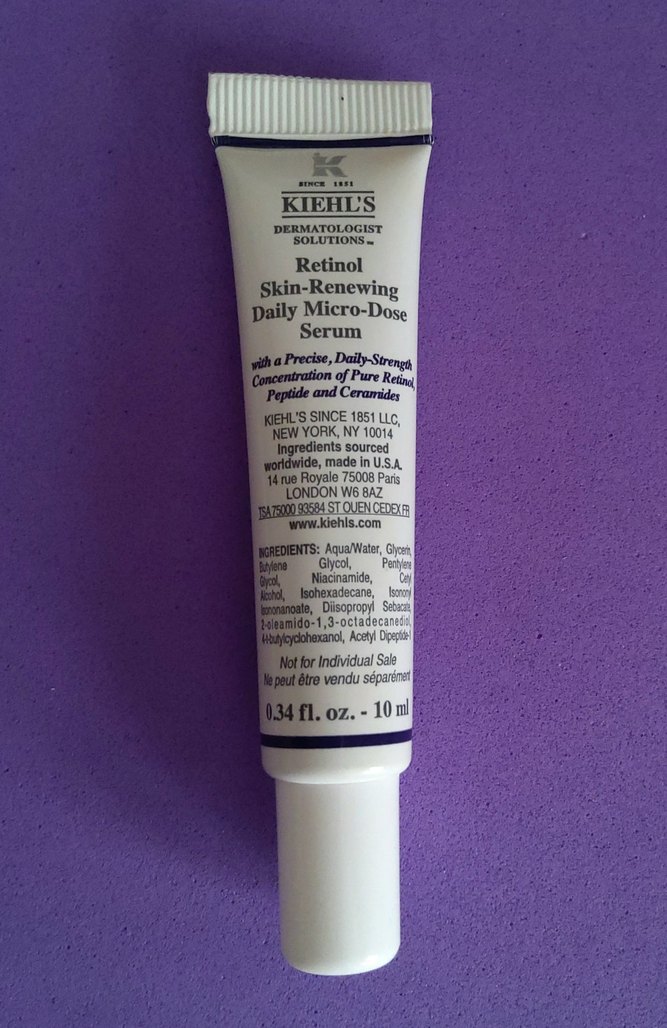 K
SINCE 1851
KIEHL'S
DERMATOLOGIST
SOLUTIONS™
Retinol
Skin-Renewing
Daily Micro-Dose
Serum
with a Precise, Daily-Strength
Concentration of Pure Retinol,
Peptide and Ceramides
KIEHL'S SINCE 1851 LLC,
NEW YORK, NY 10014
Ingredients sourced
worldwide, made in U.S.A.
14 rue Royale 75008 Paris
LONDON W6 8AZ
TSA 75000 93584 ST OUEN CEDEX FR
www.kiehls.com
INGREDIENTS: Aqua/Water, Glycerin,
Butylene Glycol, Pentylene
Glycol, Niacinamide, Cetyl
Alcohol, Isohexadecane, Isononyl
Isononanoate, Diisopropyl Sebacate,
2-oleamido-1,3-octadecanediol,
4-t-butylcyclohexanol, Acetyl Dipeptide-1
Not for Individual Sale
Ne peut être vendu séparément
0.34 fl. oz. - 10 ml